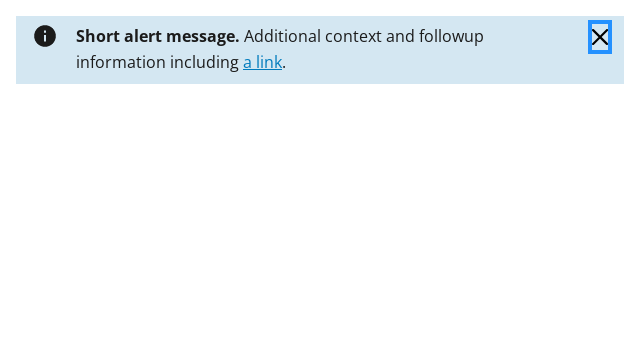 Short alert message. Additional context and followup
information including a link.